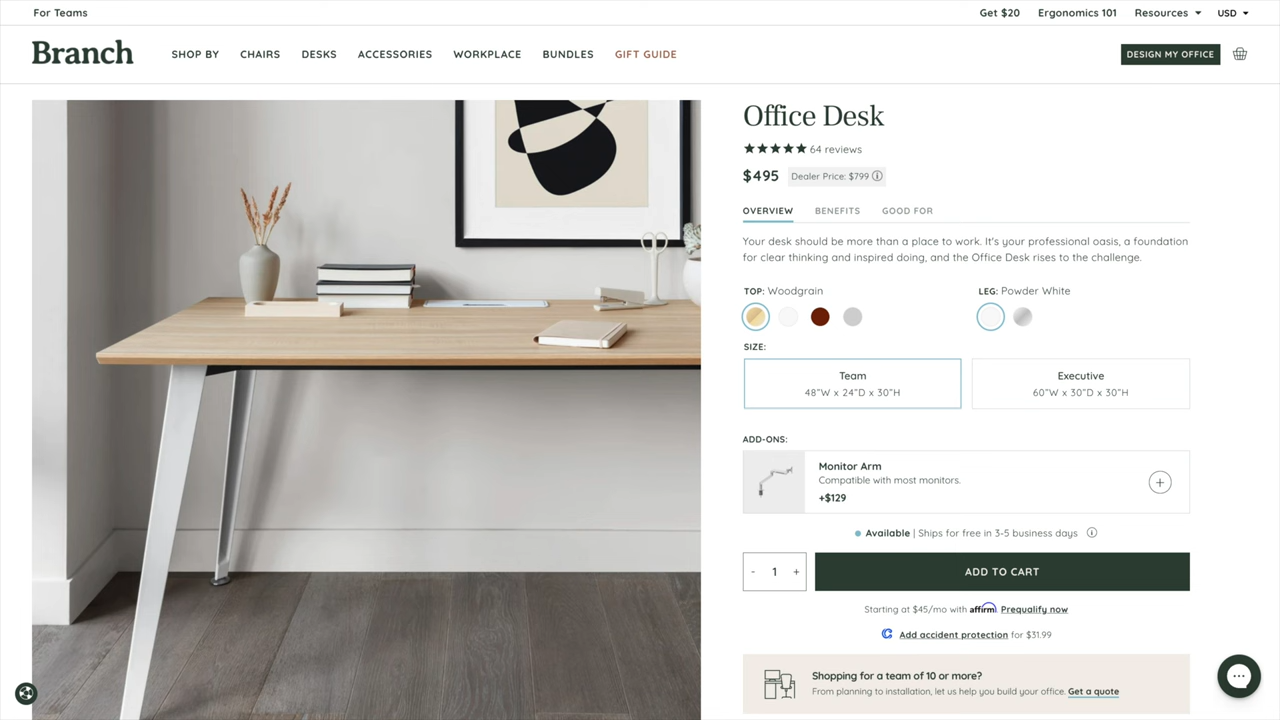 For Teams
Get $20 Ergonomics 101 Resources USD
Branch
SHOP BY CHAIRS DESKS ACCESSORIES WORKPLACE BUNDLES GIFT GUIDE
DESIGN MY OFFICE
Office Desk
64 reviews
$495 Dealer Price: $799
OVERVIEW BENEFITS GOOD FOR
Your desk should be more than a place to work. It's your professional oasis, a foundation
for clear thinking and inspired doing, and the Office Desk rises to the challenge.
TOP: Woodgrain LEG: Powder White
SIZE:
Team Executive
48"W x 24"D x 30"H 60"W x 30"D x 30"H
ADD-ONS:
Monitor Arm
Compatible with most monitors.
+$129
Available | Ships for free in 3-5 business days
- 1 + ADD TO CART
Starting at $45/mo with affirm Prequalify now
Add accident protection for $31.99
Shopping for a team of 10 or more?
From planning to installation, let us help you build your office. Get a quote